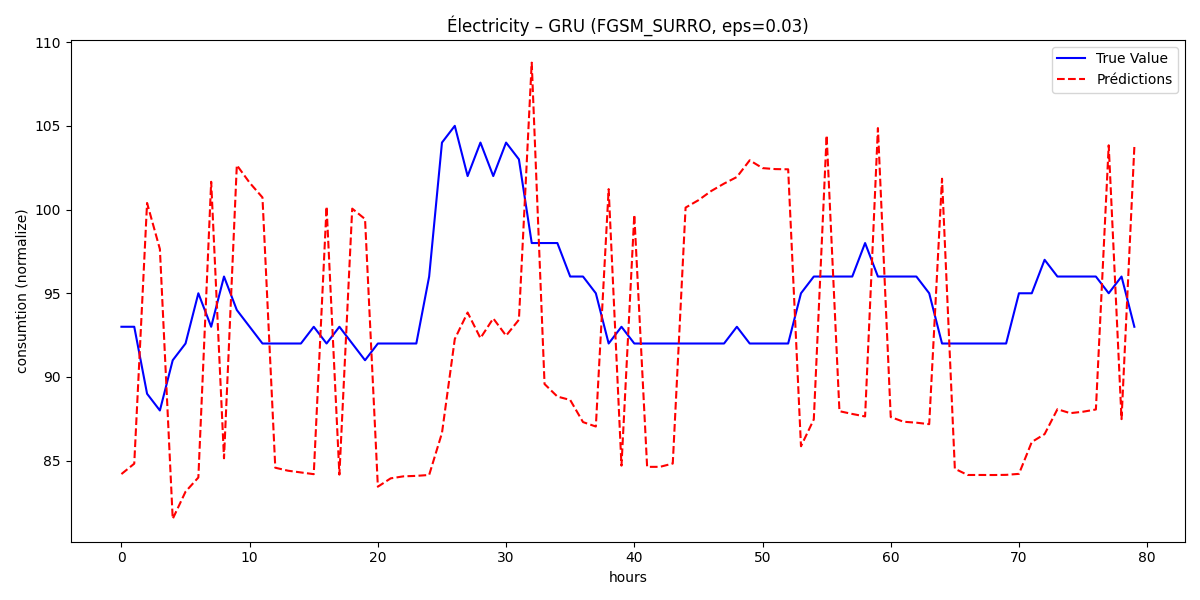 Électricity – GRU (FGSM_SURRO, eps=0.03)
True Value
Prédictions
consumtion (normalize)
110
105
100
95
90
85
0 10 20 30 40 50 60 70 80
hours